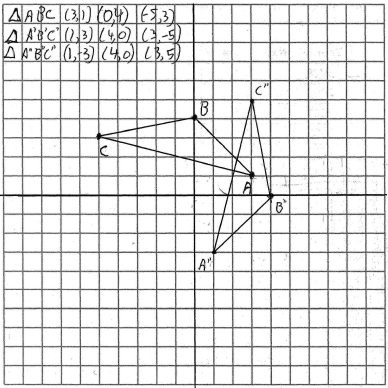 △ ABC (3,1) (0,4) (-5,3)
△ A'B'C' (1,3) (4,0) (3,-5)
△ A"B"C" (1,-3) (4,0) (3,5)
C"
B
C
A
B"
A"